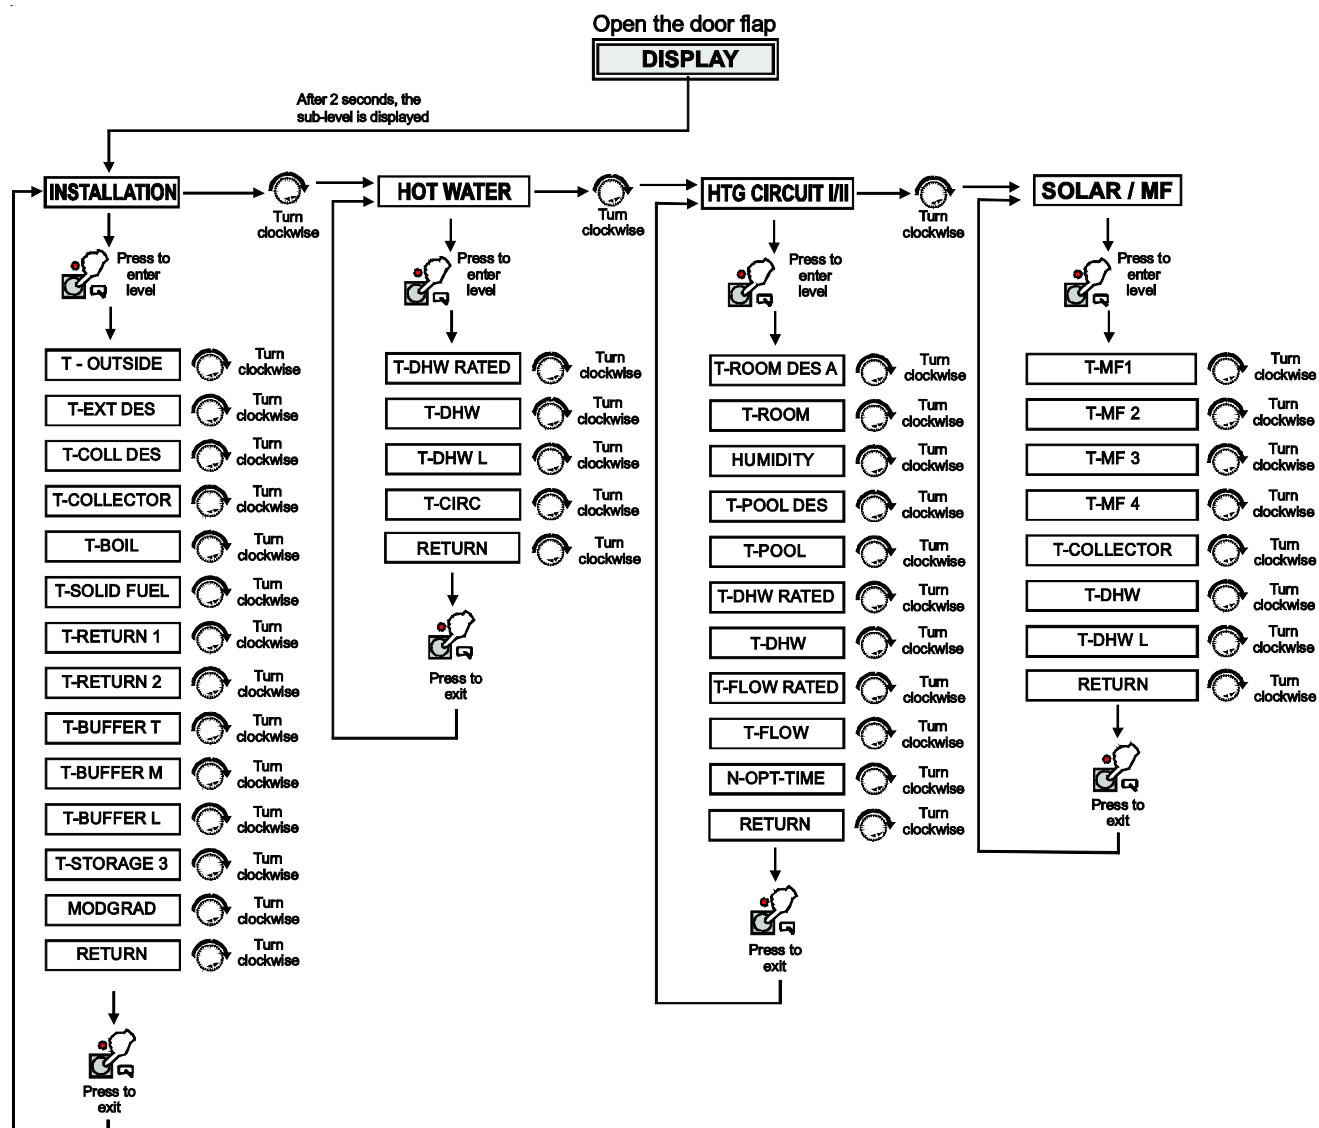 Open the door flap
DISPLAY
After 2 seconds, the
sub-level is displayed
INSTALLATION
Turn
clockwise
HOT WATER
Turn
clockwise
HTG CIRCUIT I/II
Turn
clockwise
SOLAR / MF
Press to
enter
level
T - OUTSIDE
Turn
clockwise
T-EXT DES
Turn
clockwise
T-COLL DES
Turn
clockwise
T-COLLECTOR
Turn
clockwise
T-BOIL
Turn
clockwise
T-SOLID FUEL
Turn
clockwise
T-RETURN 1
Turn
clockwise
T-RETURN 2
Turn
clockwise
T-BUFFER T
Turn
clockwise
T-BUFFER M
Turn
clockwise
T-BUFFER L
Turn
clockwise
T-STORAGE 3
Turn
clockwise
MODGRAD
Turn
clockwise
RETURN
Turn
clockwise
Press to
exit
Press to
enter
level
T-DHW RATED
Turn
clockwise
T-DHW
Turn
clockwise
T-DHW L
Turn
clockwise
T-CIRC
Turn
clockwise
RETURN
Turn
clockwise
Press to
exit
Press to
enter
level
T-ROOM DES A
Turn
clockwise
T-ROOM
Turn
clockwise
HUMIDITY
Turn
clockwise
T-POOL DES
Turn
clockwise
T-POOL
Turn
clockwise
T-DHW RATED
Turn
clockwise
T-DHW
Turn
clockwise
T-FLOW RATED
Turn
clockwise
T-FLOW
Turn
clockwise
N-OPT-TIME
Turn
clockwise
RETURN
Turn
clockwise
Press to
exit
Press to
enter
level
T-MF1
Turn
clockwise
T-MF 2
Turn
clockwise
T-MF 3
Turn
clockwise
T-MF 4
Turn
clockwise
T-COLLECTOR
Turn
clockwise
T-DHW
Turn
clockwise
T-DHW L
Turn
clockwise
RETURN
Turn
clockwise
Press to
exit